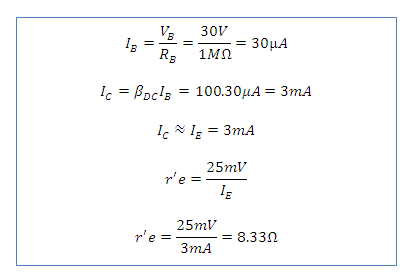 I_B = V_B / R_B = 30V / 1MΩ = 30μA
I_C = β_DC I_B = 100.30μA = 3mA
I_C ≈ I_E = 3mA
r'e = 25mV / I_E
r'e = 25mV / 3mA = 8.33Ω